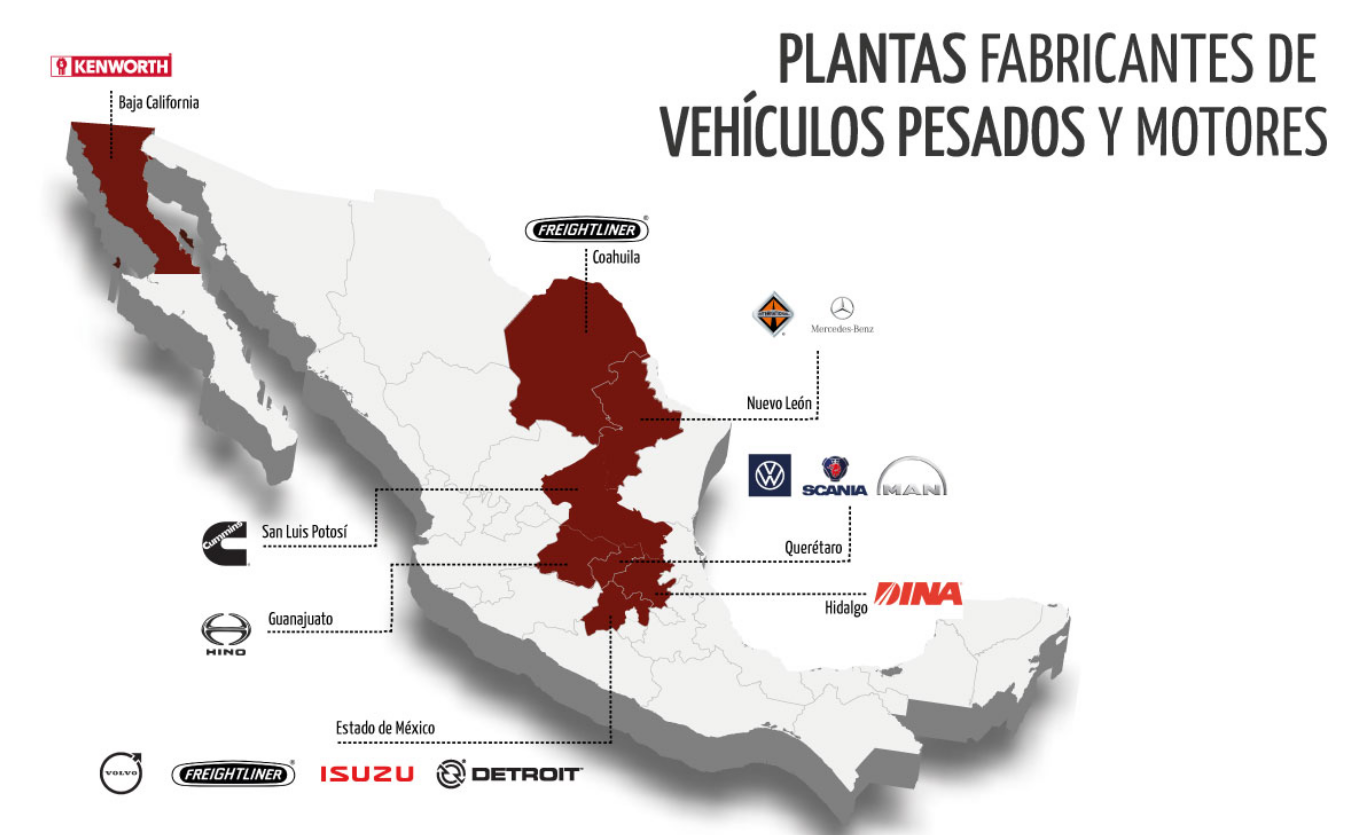 PLANTAS FABRICANTES DE
VEHÍCULOS PESADOS Y MOTORES
KENWORTH
Baja California
FREIGHTLINER
Coahuila
INTERNATIONAL
Mercedes-Benz
Nuevo León
SCANIA
MAN
Querétaro
Cummins
San Luis Potosí
DINA
Hidalgo
HINO
Guanajuato
Estado de México
VOLVO
FREIGHTLINER
ISUZU
DETROIT